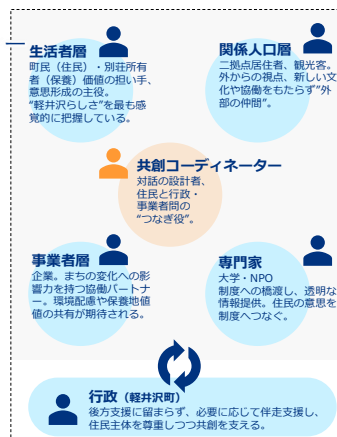 生活者層
町民（住民）・別荘所有
者（保養）価値の担い手、
意思形成の主役。
“軽井沢らしさ”を最も感
覚的に把握している。
関係人口層
二拠点居住者、観光客。
外からの視点、新しい文
化や協働をもたらす“外
部の仲間”。
共創コーディネーター
対話の設計者、
住民と行政・
事業者間の
“つなぎ役”。
事業者層
企業。まちの変化への影
響力を持つ協働パートナ
ー。環境配慮や保養地価
値の共有が期待される。
専門家
大学・NPO
制度への橋渡し、透明な
情報提供。住民の意思を
制度へつなぐ。
行政（軽井沢町）
後方支援に留まらず、必要に応じて伴走支援し、
住民主体を尊重しつつ共創を支える。